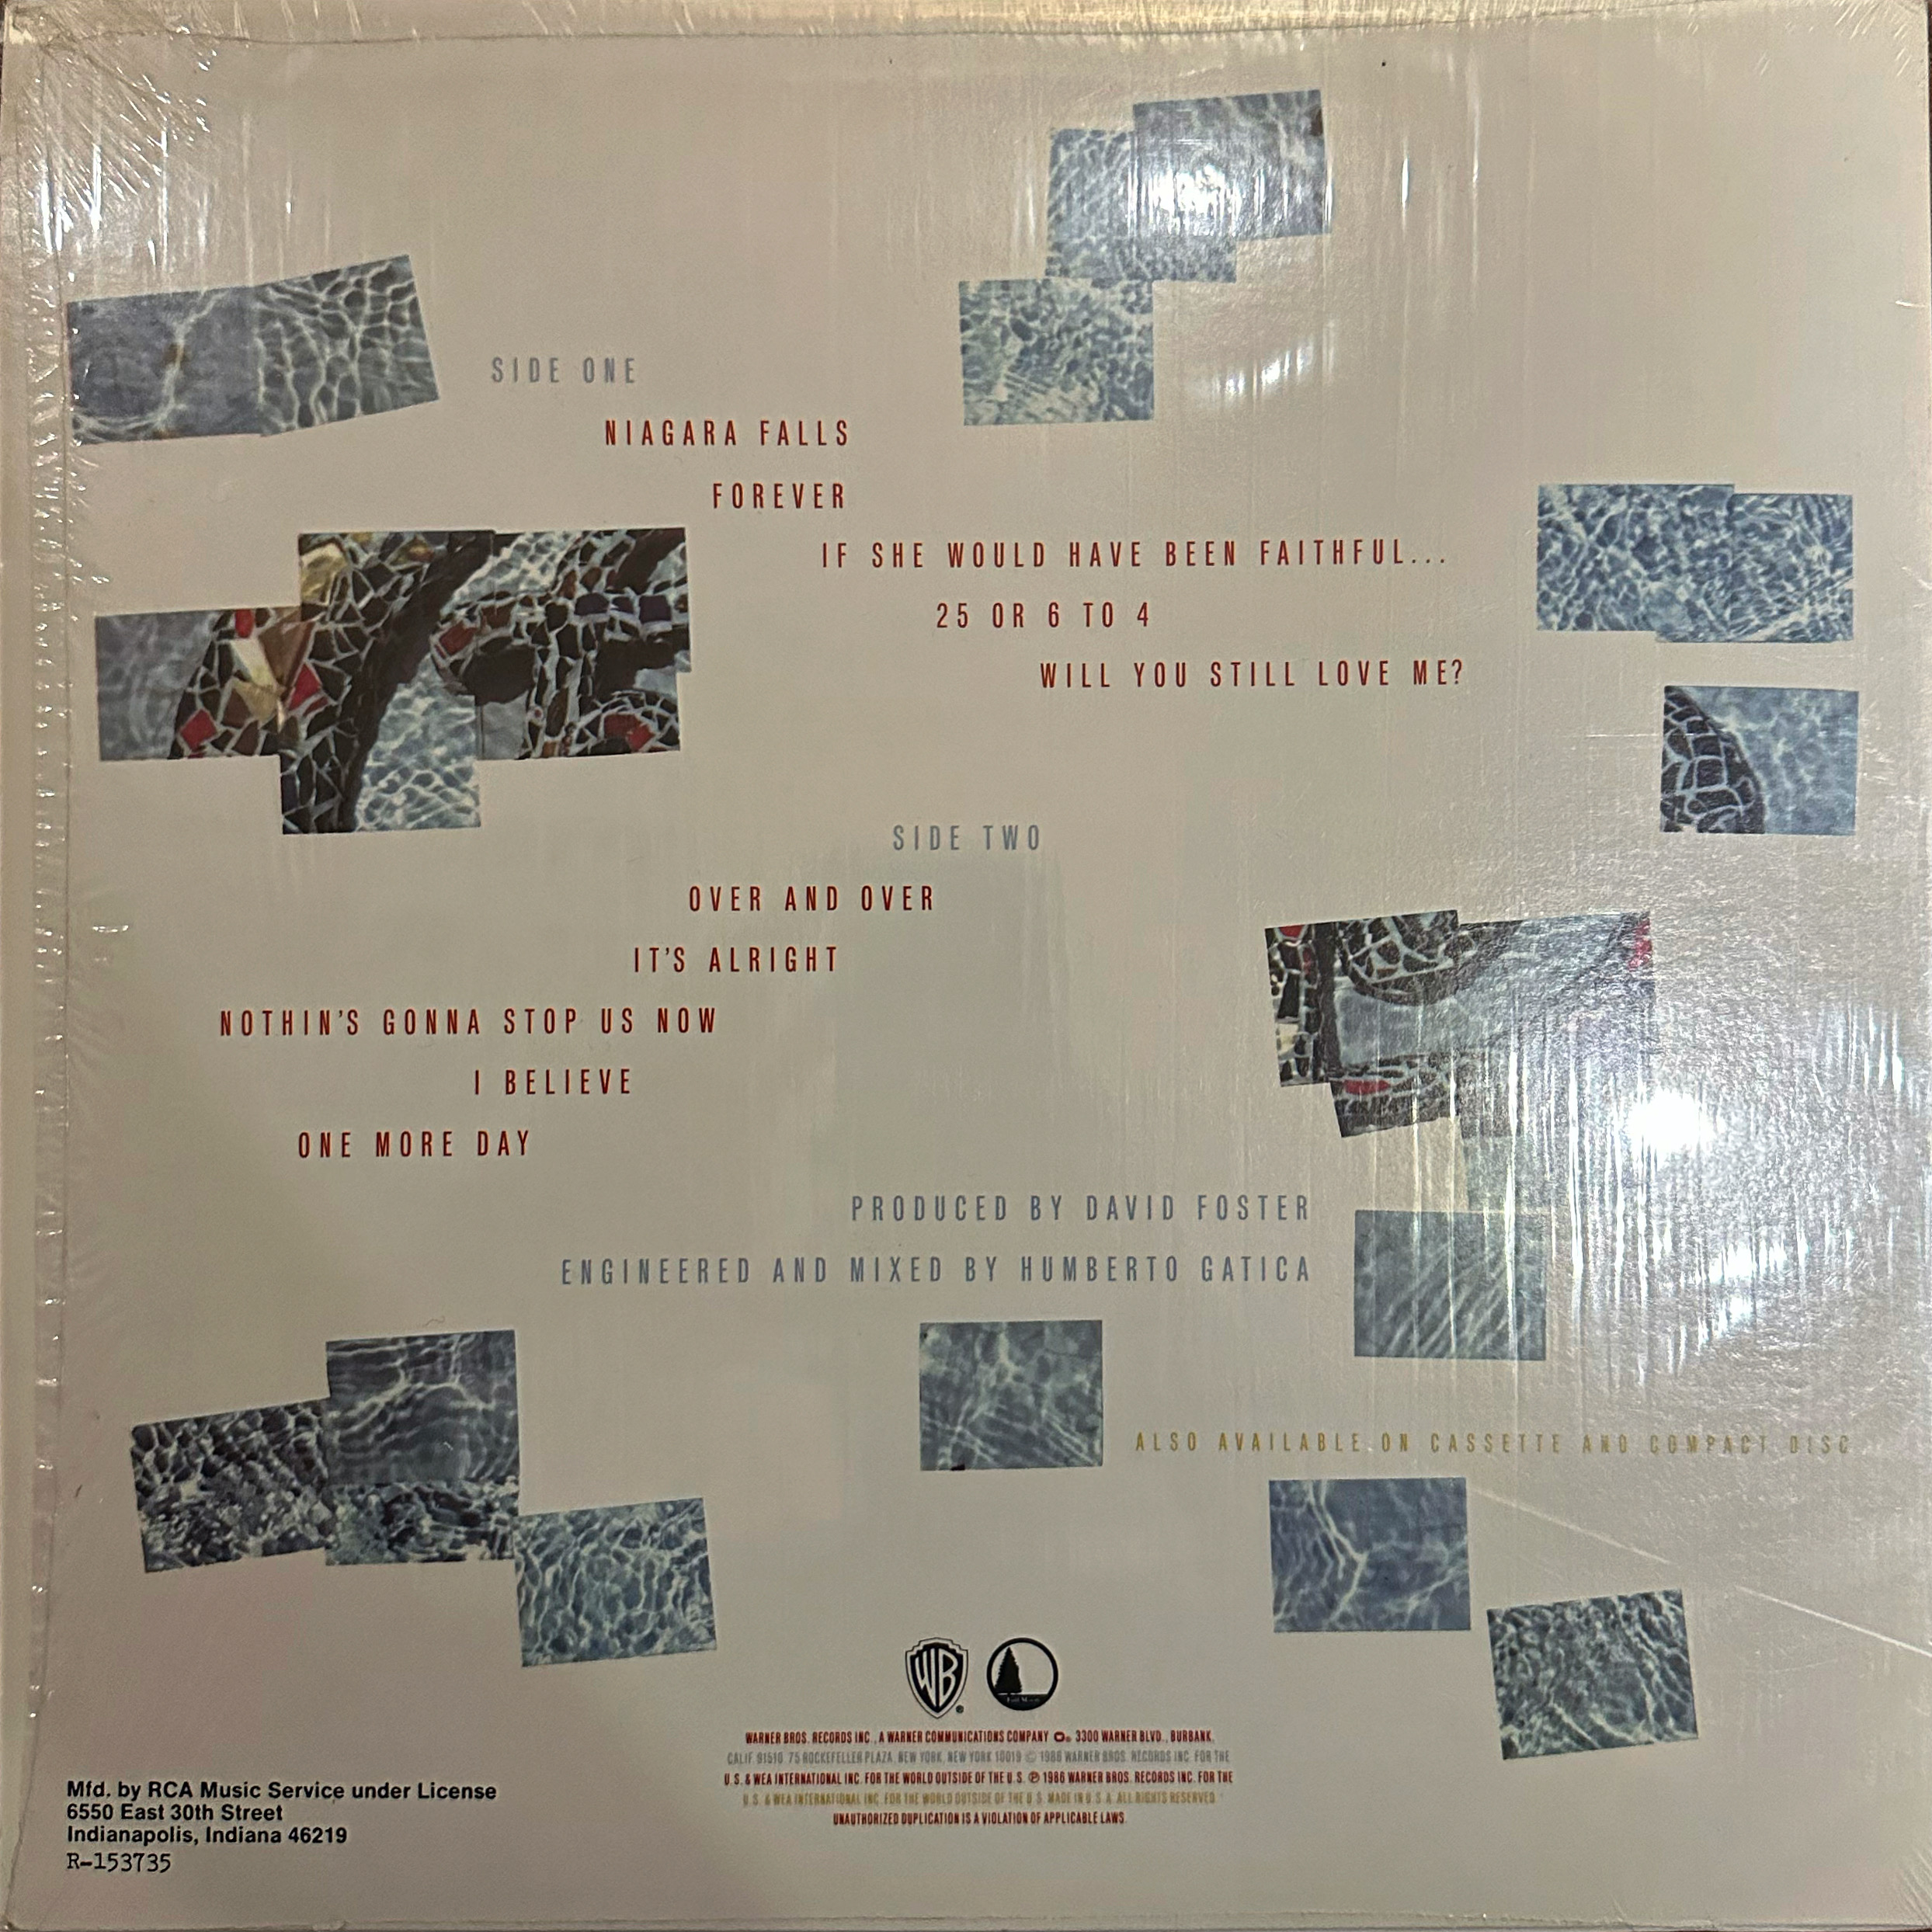 SIDE ONE
NIAGARA FALLS
FOREVER
IF SHE WOULD HAVE BEEN FAITHFUL...
25 OR 6 TO 4
WILL YOU STILL LOVE ME?
SIDE TWO
OVER AND OVER
IT'S ALRIGHT
NOTHIN'S GONNA STOP US NOW
I BELIEVE
ONE MORE DAY
PRODUCED BY DAVID FOSTER
ENGINEERED AND MIXED BY HUMBERTO GATICA
ALSO AVAILABLE ON CASSETTE AND COMPACT DISC
WB
WARNER BROS. RECORDS INC., A WARNER COMMUNICATIONS COMPANY 3300 WARNER BLVD., BURBANK,
CALIF. 91510. 75 ROCKEFELLER PLAZA, NEW YORK, NEW YORK 10019 © 1986 WARNER BROS. RECORDS INC. FOR THE
U.S. & WEA INTERNATIONAL INC. FOR THE WORLD OUTSIDE OF THE U.S. ℗ 1986 WARNER BROS. RECORDS INC. FOR THE
U.S. & WEA INTERNATIONAL INC. FOR THE WORLD OUTSIDE OF THE U.S. MADE IN U.S.A. ALL RIGHTS RESERVED.
UNAUTHORIZED DUPLICATION IS A VIOLATION OF APPLICABLE LAWS.
Mfd. by RCA Music Service under License
6550 East 30th Street
Indianapolis, Indiana 46219
R-153735